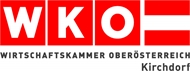 WKO
WIRTSCHAFTSKAMMER OBERÖSTERREICH
Kirchdorf